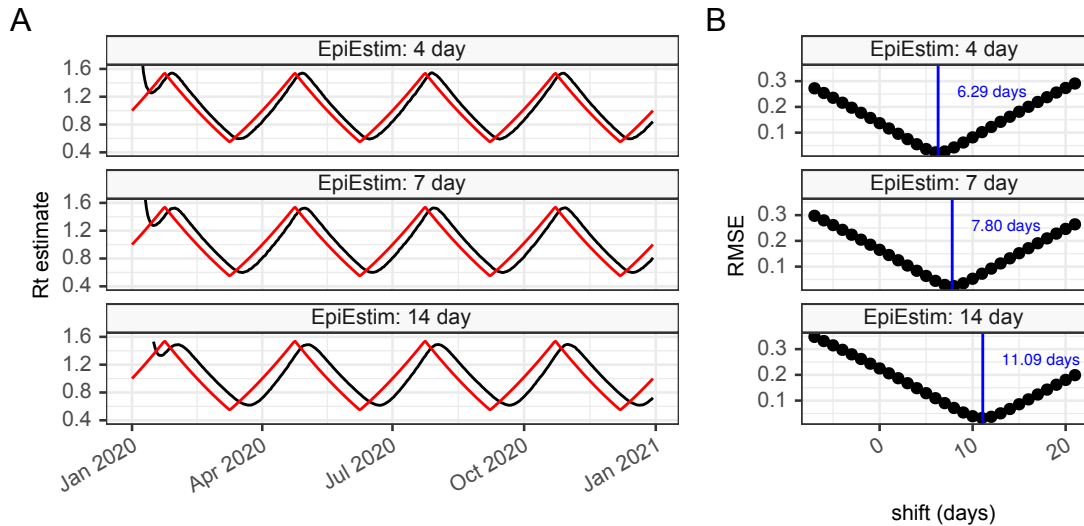 A
EpiEstim: 4 day
1.6
1.2
0.8
0.4
EpiEstim: 7 day
1.6
1.2
0.8
0.4
EpiEstim: 14 day
1.6
1.2
0.8
0.4
Rt estimate
Jan 2020
Apr 2020
Jul 2020
Oct 2020
Jan 2021
B
EpiEstim: 4 day
0.3
0.2
0.1
6.29 days
EpiEstim: 7 day
0.3
0.2
0.1
7.80 days
EpiEstim: 14 day
0.3
0.2
0.1
11.09 days
RMSE
0
10
20
shift (days)